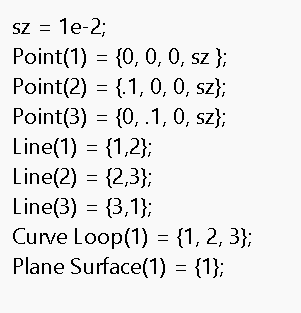 sz = 1e-2;
Point(1) = {0, 0, 0, sz };
Point(2) = {.1, 0, 0, sz};
Point(3) = {0, .1, 0, sz};
Line(1) = {1,2};
Line(2) = {2,3};
Line(3) = {3,1};
Curve Loop(1) = {1, 2, 3};
Plane Surface(1) = {1};